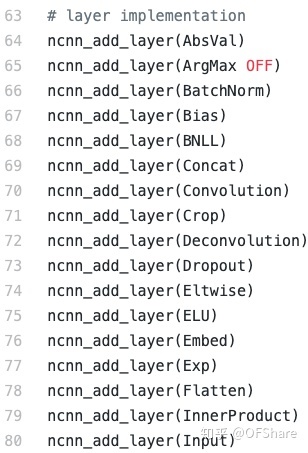 63 # layer implementation
64 ncnn_add_layer(AbsVal)
65 ncnn_add_layer(ArgMax OFF)
66 ncnn_add_layer(BatchNorm)
67 ncnn_add_layer(Bias)
68 ncnn_add_layer(BNLL)
69 ncnn_add_layer(Concat)
70 ncnn_add_layer(Convolution)
71 ncnn_add_layer(Crop)
72 ncnn_add_layer(Deconvolution)
73 ncnn_add_layer(Dropout)
74 ncnn_add_layer(Eltwise)
75 ncnn_add_layer(ELU)
76 ncnn_add_layer(Embed)
77 ncnn_add_layer(Exp)
78 ncnn_add_layer(Flatten)
79 ncnn_add_layer(InnerProduct)
80 ncnn_add_layer(Input)
知乎 @OFShare